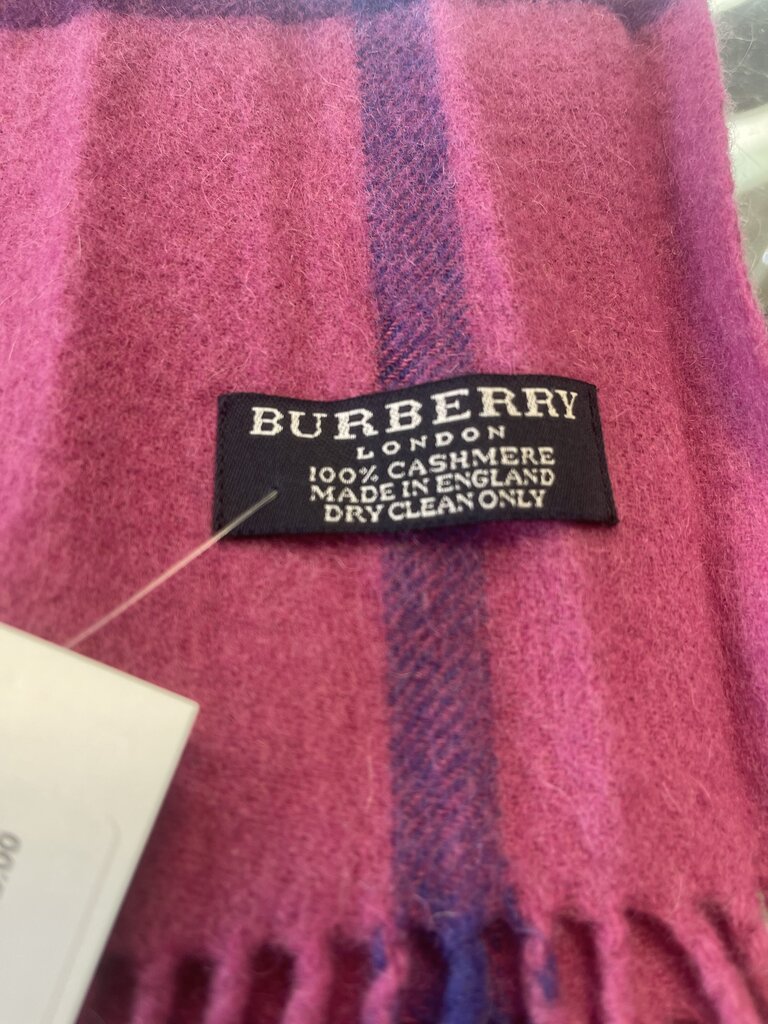 BURBERRY
LONDON
100% CASHMERE
MADE IN ENGLAND
DRY CLEAN ONLY